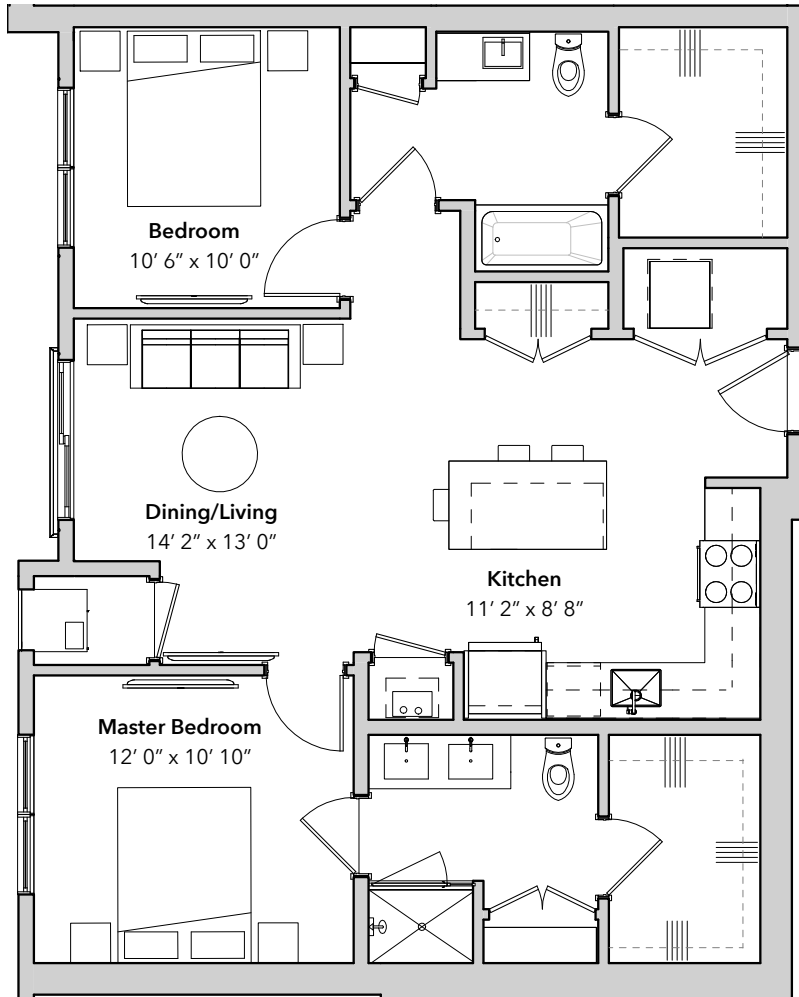 Bedroom
10’ 6” x 10’ 0”
Dining/Living
14’ 2” x 13’ 0”
Kitchen
11’ 2” x 8’ 8”
Master Bedroom
12’ 0” x 10’ 10”